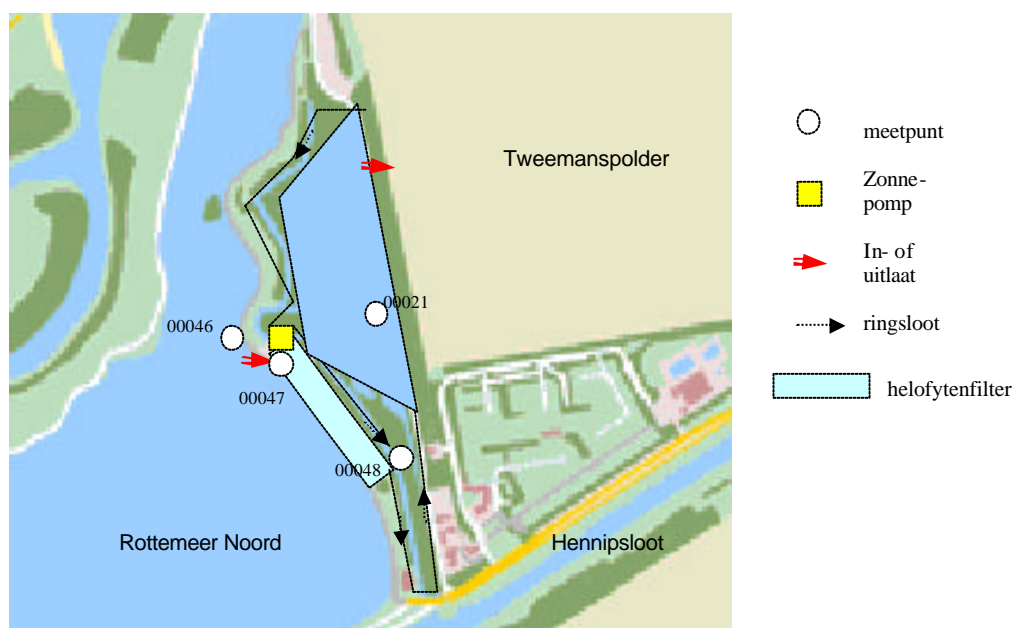 Tweemanspolder
00021
00046
00047
00048
Rottemeer Noord
Hennipsloot
meetpunt
Zonne-
pomp
In- of
uitlaat
ringsloot
helofytenfilter